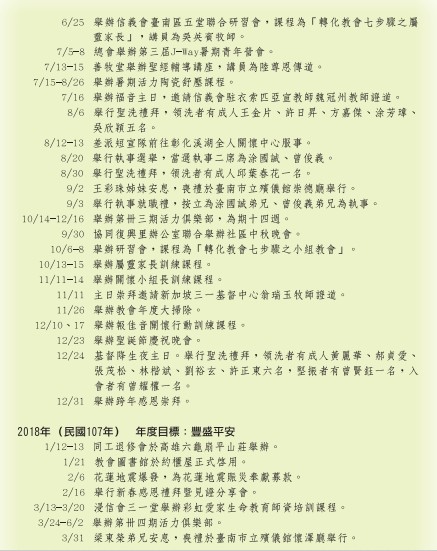 6/25 舉辦信義會臺南區五堂聯合研習會，課程為「轉化教會七步驟之屬
靈家長」，講員為吳英賓牧師。
7/5-8 總會舉辦第三屆J-Way暑期青年營會。
7/13-15 善牧堂舉辦聖經輔導講座，講員為陸尊恩傳道。
7/15-8/26 舉辦暑期活力陶瓷舒壓課程。
7/16 舉辦福音主日，邀請信義會駐衣索匹亞宣教師魏冠州教師證道。
8/6 舉行聖洗禮拜，領洗者有成人王金片、許日昇、方嘉傑、涂芳瑋、
吳欣穎五名。
8/12-13 差派短宣隊前往彰化溪湖全人關懷中心服事。
8/20 舉行執事選舉，當選執事二席為涂國誠、曾俊義。
8/30 舉行聖洗禮拜，領洗者有成人邱葉春花一名。
9/2 王彩珠姊妹安息，喪禮於臺南市立殯儀館崇德廳舉行。
9/3 舉行執事就職禮，按立為涂國誠弟兄、曾俊義弟兄為執事。
10/14-12/16 舉辦第卅三期活力俱樂部，為期十四週。
9/30 協同復興里辦公室聯合舉辦社區中秋晚會。
10/6-8 舉辦研習會，課程為「轉化教會七步驟之小組教會」。
10/13-15 舉辦屬靈家長訓練課程。
11/11-14 舉辦關懷小組長訓練課程。
11/11 主日崇拜邀請新加坡三一基督中心翁瑞玉牧師證道。
11/26 舉辦教會年度大掃除。
12/10、17 舉辦報佳音關懷行動訓練課程。
12/23 舉辦聖誕節慶祝晚會。
12/24 基督降生夜主日。舉行聖洗禮拜，領洗者有成人黃麗華、郝貞愛、
張茂松、林楷斌、劉裕玄、許正東六名，堅振者有曾賢鈺一名，入
會者有曾耀權一名。
12/31 舉辦跨年感恩崇拜。
2018年（民國107年） 年度目標：豐盛平安
1/12-13 同工退修會於高雄六龜扇平山莊舉辦。
1/21 教會圖書館於約櫃屋正式啓用。
2/6 花蓮地震爆發，為花蓮地震賑災奉獻募款。
2/16 舉行新春感恩禮拜暨見證分享會。
3/13-3/20 浸信會三一堂舉辦彩虹愛家生命教育師資培訓課程。
3/24-6/2 舉辦第卅四期活力俱樂部。
3/31 梁東榮弟兄安息，喪禮於臺南市立殯儀館懷澤廳舉行。